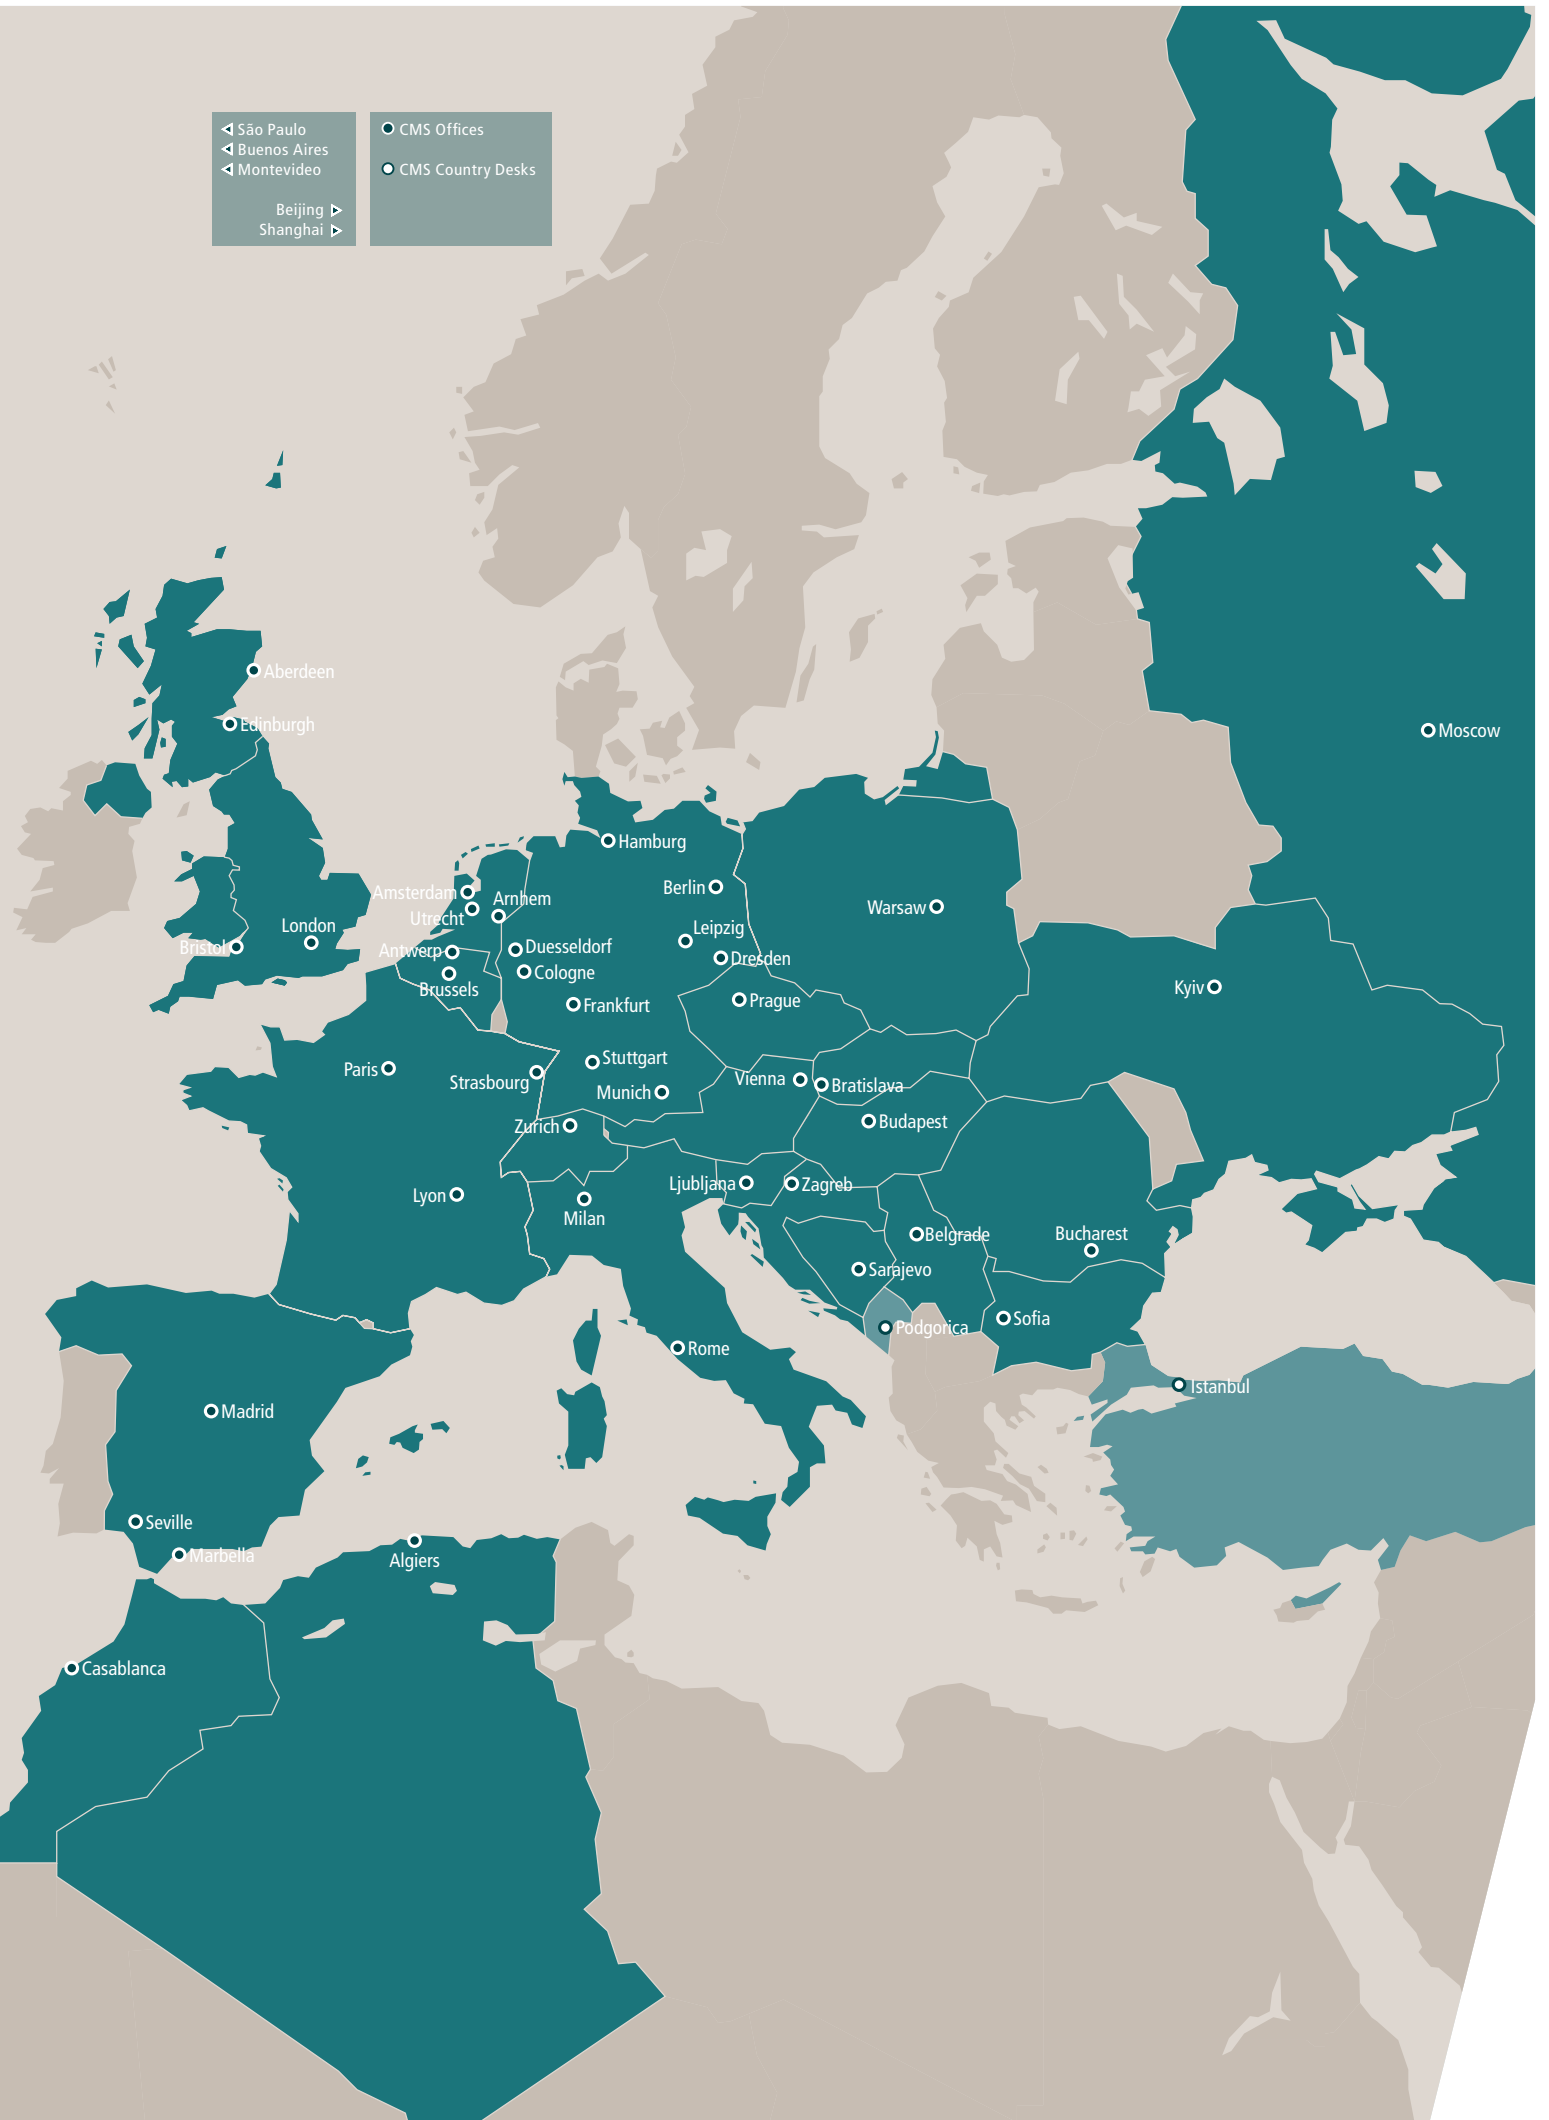 São Paulo
Buenos Aires
Montevideo
Beijing
Shanghai
CMS Offices
CMS Country Desks
Aberdeen
Edinburgh
Moscow
Hamburg
Berlin
Amsterdam
Arnhem
Utrecht
Warsaw
London
Bristol
Leipzig
Antwerp
Duesseldorf
Dresden
Cologne
Brussels
Kyiv
Frankfurt
Prague
Stuttgart
Paris
Strasbourg
Vienna
Bratislava
Munich
Budapest
Zurich
Ljubljana
Zagreb
Lyon
Milan
Belgrade
Bucharest
Sarajevo
Sofia
Podgorica
Rome
Istanbul
Madrid
Seville
Marbella
Algiers
Casablanca